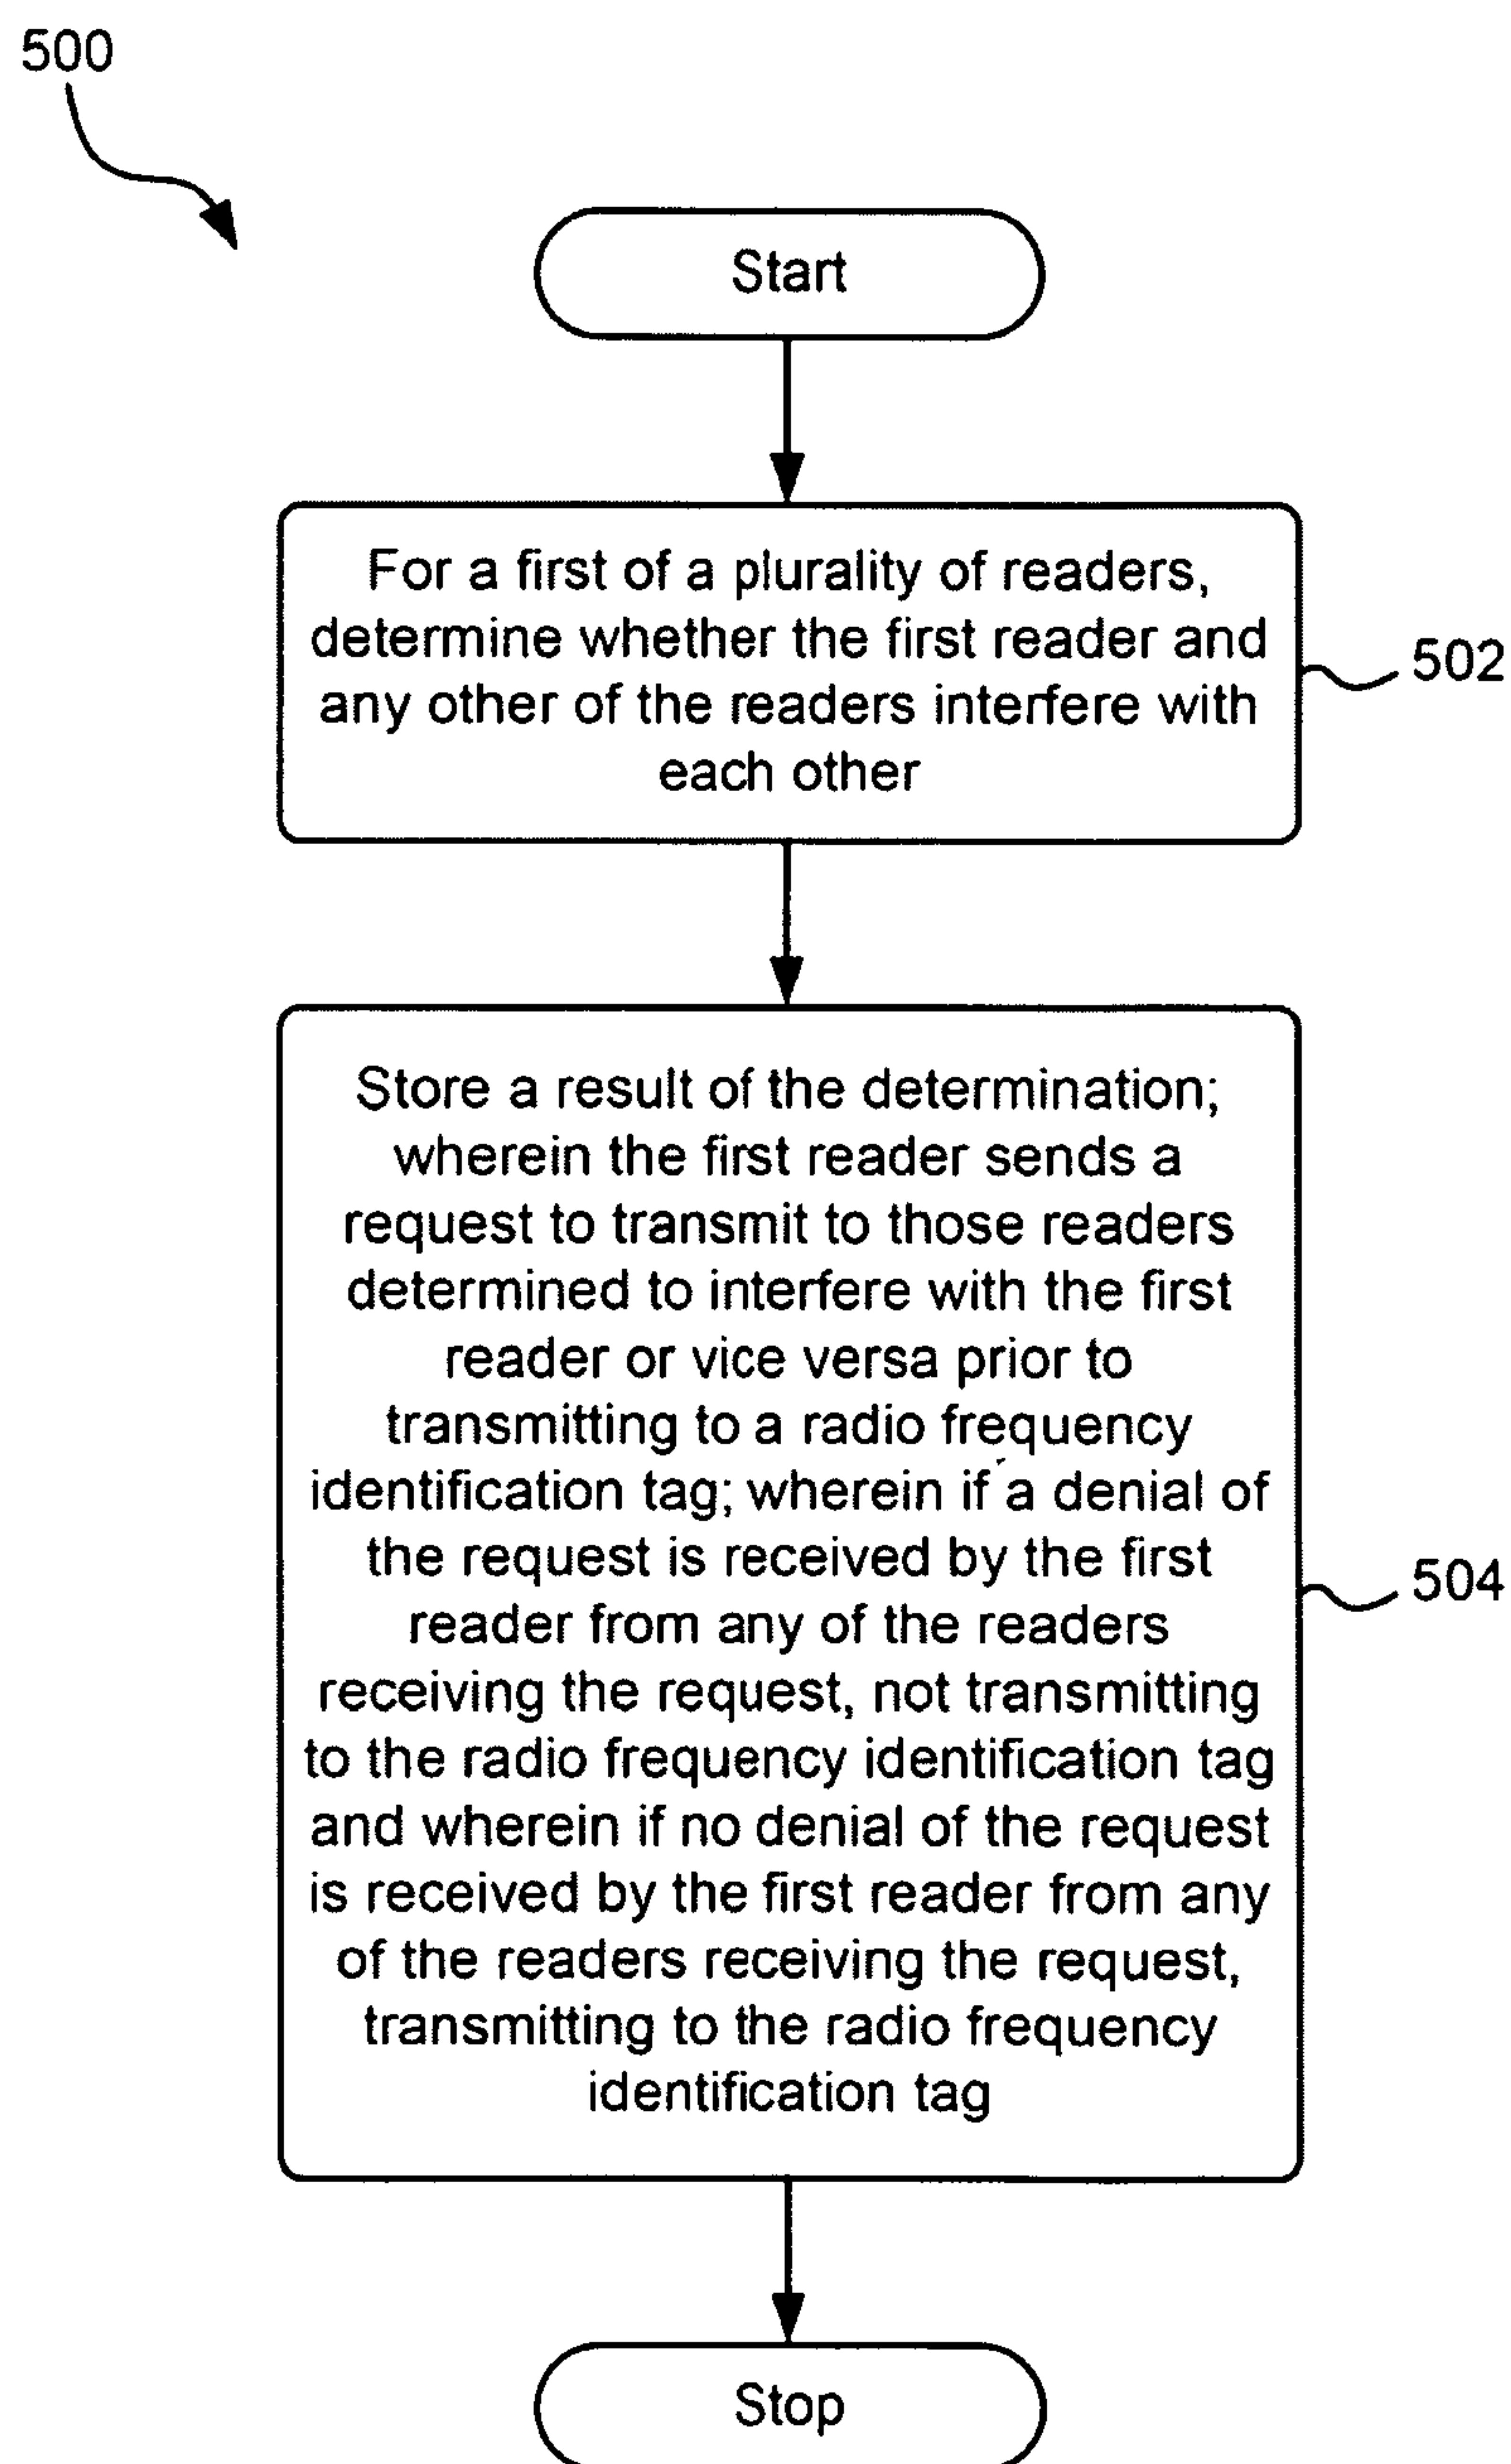 500
Start
For a first of a plurality of readers,
determine whether the first reader and
any other of the readers interfere with
each other
502
Store a result of the determination;
wherein the first reader sends a
request to transmit to those readers
determined to interfere with the first
reader or vice versa prior to
transmitting to a radio frequency
identification tag; wherein if a denial of
the request is received by the first
reader from any of the readers
receiving the request, not transmitting
to the radio frequency identification tag
and wherein if no denial of the request
is received by the first reader from any
of the readers receiving the request,
transmitting to the radio frequency
identification tag
504
Stop